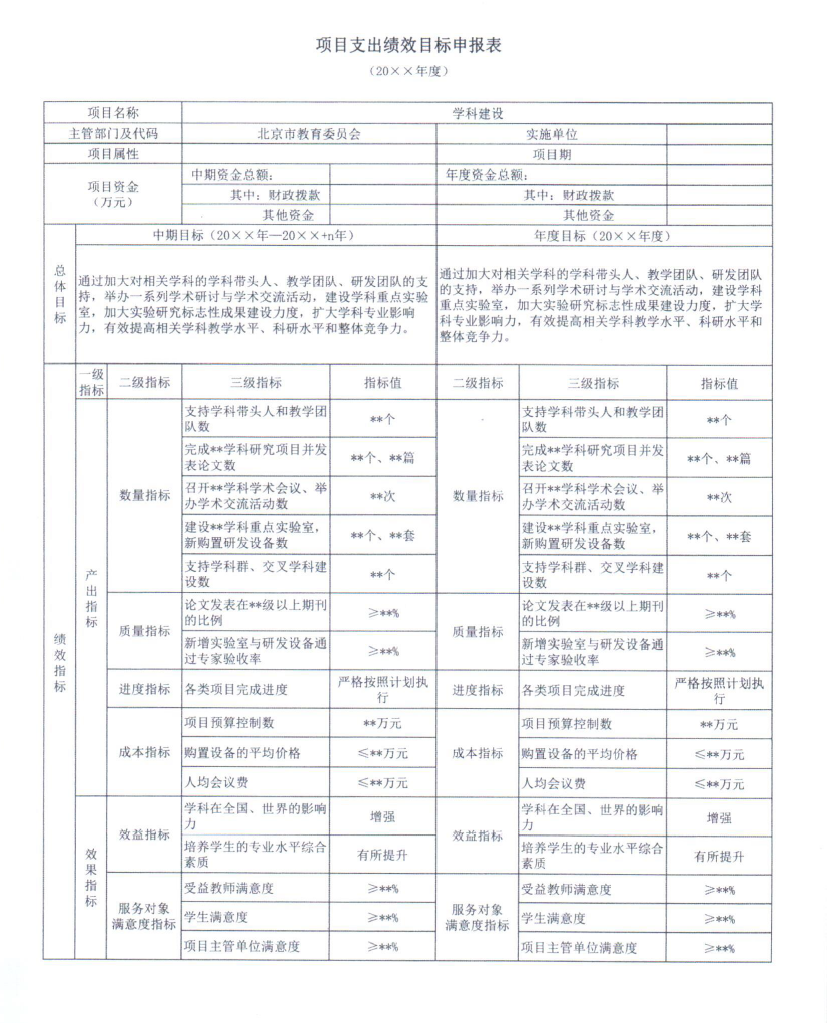 项目支出绩效目标申报表
（20××年度）
项目名称 学科建设
主管部门及代码 北京市教育委员会 实施单位
项目属性 项目期
项目资金
（万元）
中期资金总额： 年度资金总额：
其中：财政拨款 其中：财政拨款
其他资金 其他资金
总体目标
中期目标（20××年—20××+n年） 年度目标（20××年度）
通过加大对相关学科的学科带头人、教学团队、研发团队的支
持，举办一系列学术研讨与学术交流活动，建设学科重点实验
室，加大实验研究标志性成果建设力度，扩大学科专业影响
力，有效提高相关学科教学水平、科研水平和整体竞争力。
通过加大对相关学科的学科带头人、教学团队、研发团队
的支持，举办一系列学术研讨与学术交流活动，建设学科
重点实验室，加大实验研究标志性成果建设力度，扩大学
科专业影响力，有效提高相关学科教学水平、科研水平和
整体竞争力。
绩效指标
一级
指标
二级指标 三级指标 指标值 二级指标 三级指标 指标值
产出指标
数量指标
支持学科带头人和教学团
队数
**个
完成**学科研究项目并发
表论文数
**个、**篇
召开**学科学术会议、举
办学术交流活动数
**次
建设**学科重点实验室，
新购置研发设备数
**个、**套
支持学科群、交叉学科建
设数
**个
数量指标
支持学科带头人和教学团
队数
**个
完成**学科研究项目并发
表论文数
**个、**篇
召开**学科学术会议、举
办学术交流活动数
**次
建设**学科重点实验室，
新购置研发设备数
**个、**套
支持学科群、交叉学科建
设数
**个
质量指标
论文发表在**级以上期刊
的比例
≥**%
新增实验室与研发设备通
过专家验收率
≥**%
质量指标
论文发表在**级以上期刊
的比例
≥**%
新增实验室与研发设备通
过专家验收率
≥**%
进度指标 各类项目完成进度
严格按照计划执
行
进度指标 各类项目完成进度
严格按照计划执
行
成本指标
项目预算控制数 **万元
购置设备的平均价格 ≤**万元
人均会议费 ≤**万元
成本指标
项目预算控制数 **万元
购置设备的平均价格 ≤**万元
人均会议费 ≤**万元
效果指标
效益指标
学科在全国、世界的影响
力
增强
培养学生的专业水平综合
素质
有所提升
效益指标
学科在全国、世界的影响
力
增强
培养学生的专业水平综合
素质
有所提升
服务对象
满意度指标
受益教师满意度 ≥**%
学生满意度 ≥**%
项目主管单位满意度 ≥**%
服务对象
满意度指标
受益教师满意度 ≥**%
学生满意度 ≥**%
项目主管单位满意度 ≥**%